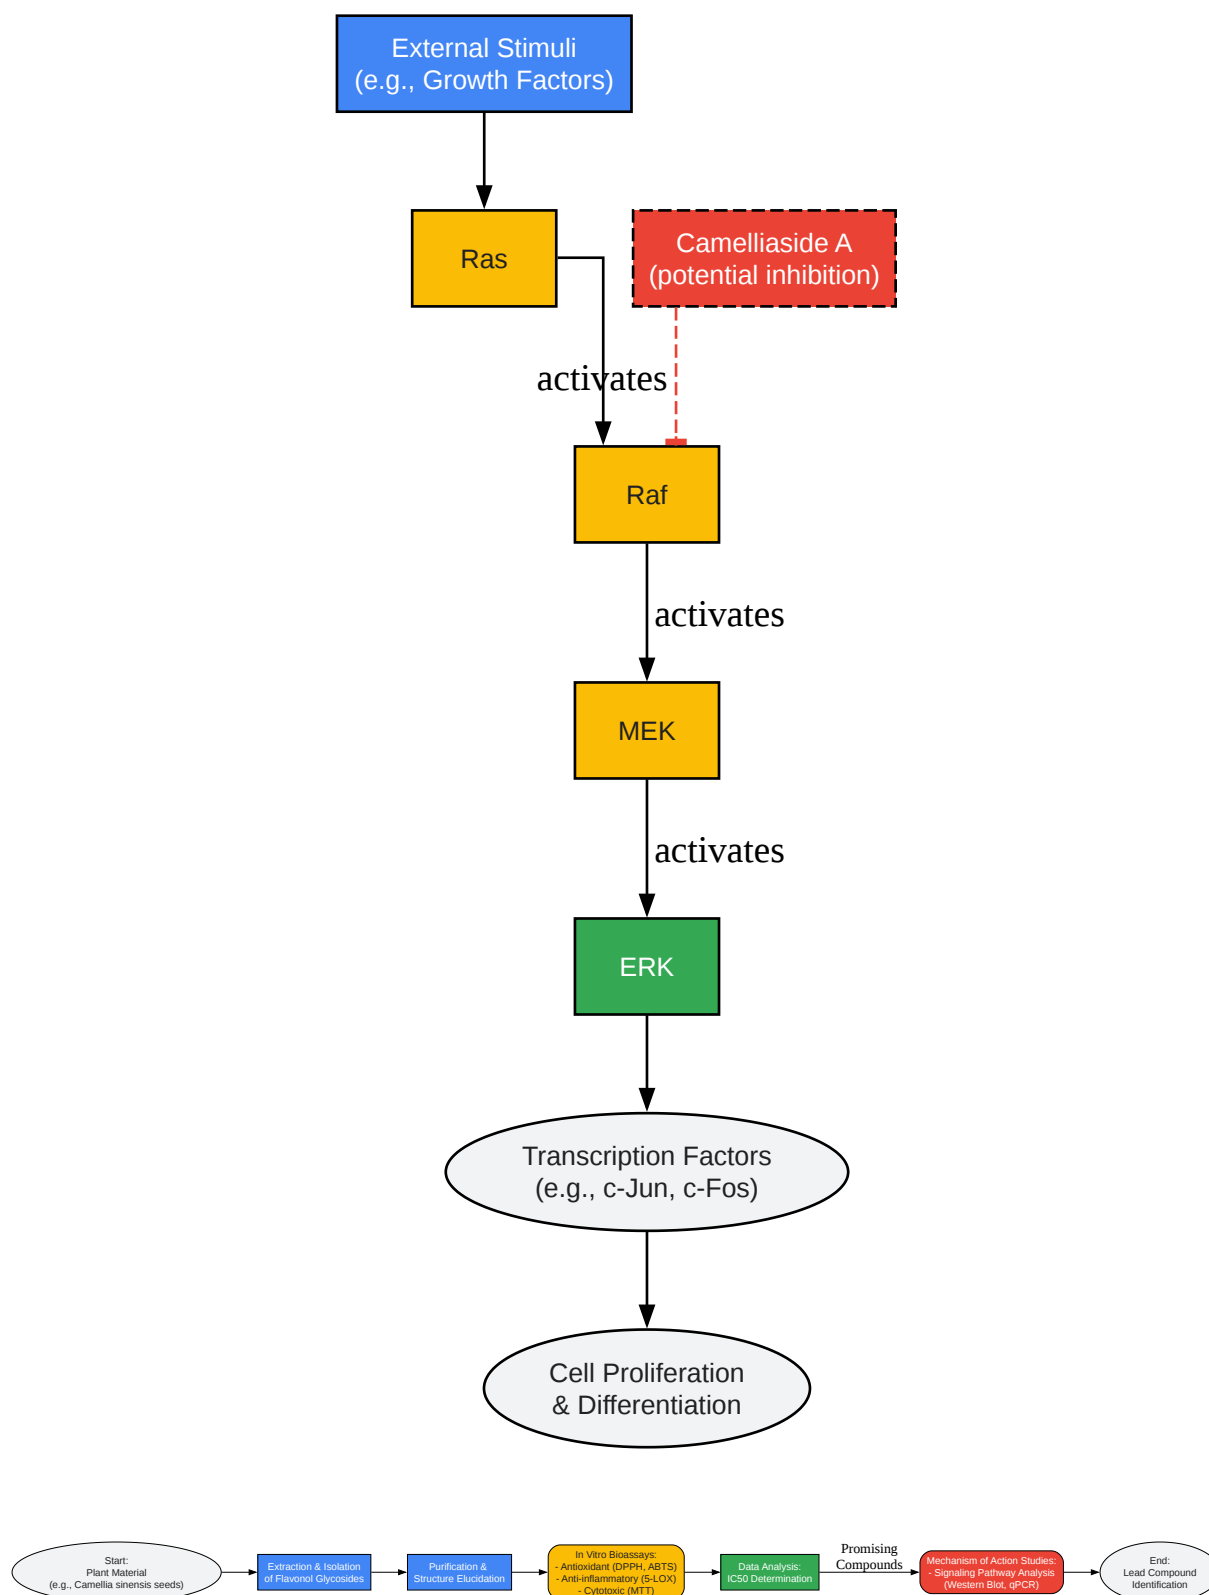 External Stimuli
(e.g., Growth Factors)
Ras
Camelliaside A
(potential inhibition)
activates
Raf
activates
MEK
activates
ERK
Transcription Factors
(e.g., c-Jun, c-Fos)
Cell Proliferation
& Differentiation
Start:
Plant Material
(e.g., Camellia sinensis seeds)
Extraction & Isolation
of Flavonol Glycosides
Purification &
Structure Elucidation
In Vitro Bioassays:
- Antioxidant (DPPH, ABTS)
- Anti-inflammatory (5-LOX)
- Cytotoxic (MTT)
Data Analysis:
IC50 Determination
Promising
Compounds
Mechanism of Action Studies:
- Signaling Pathway Analysis
(Western Blot, qPCR)
End:
Lead Compound
Identification